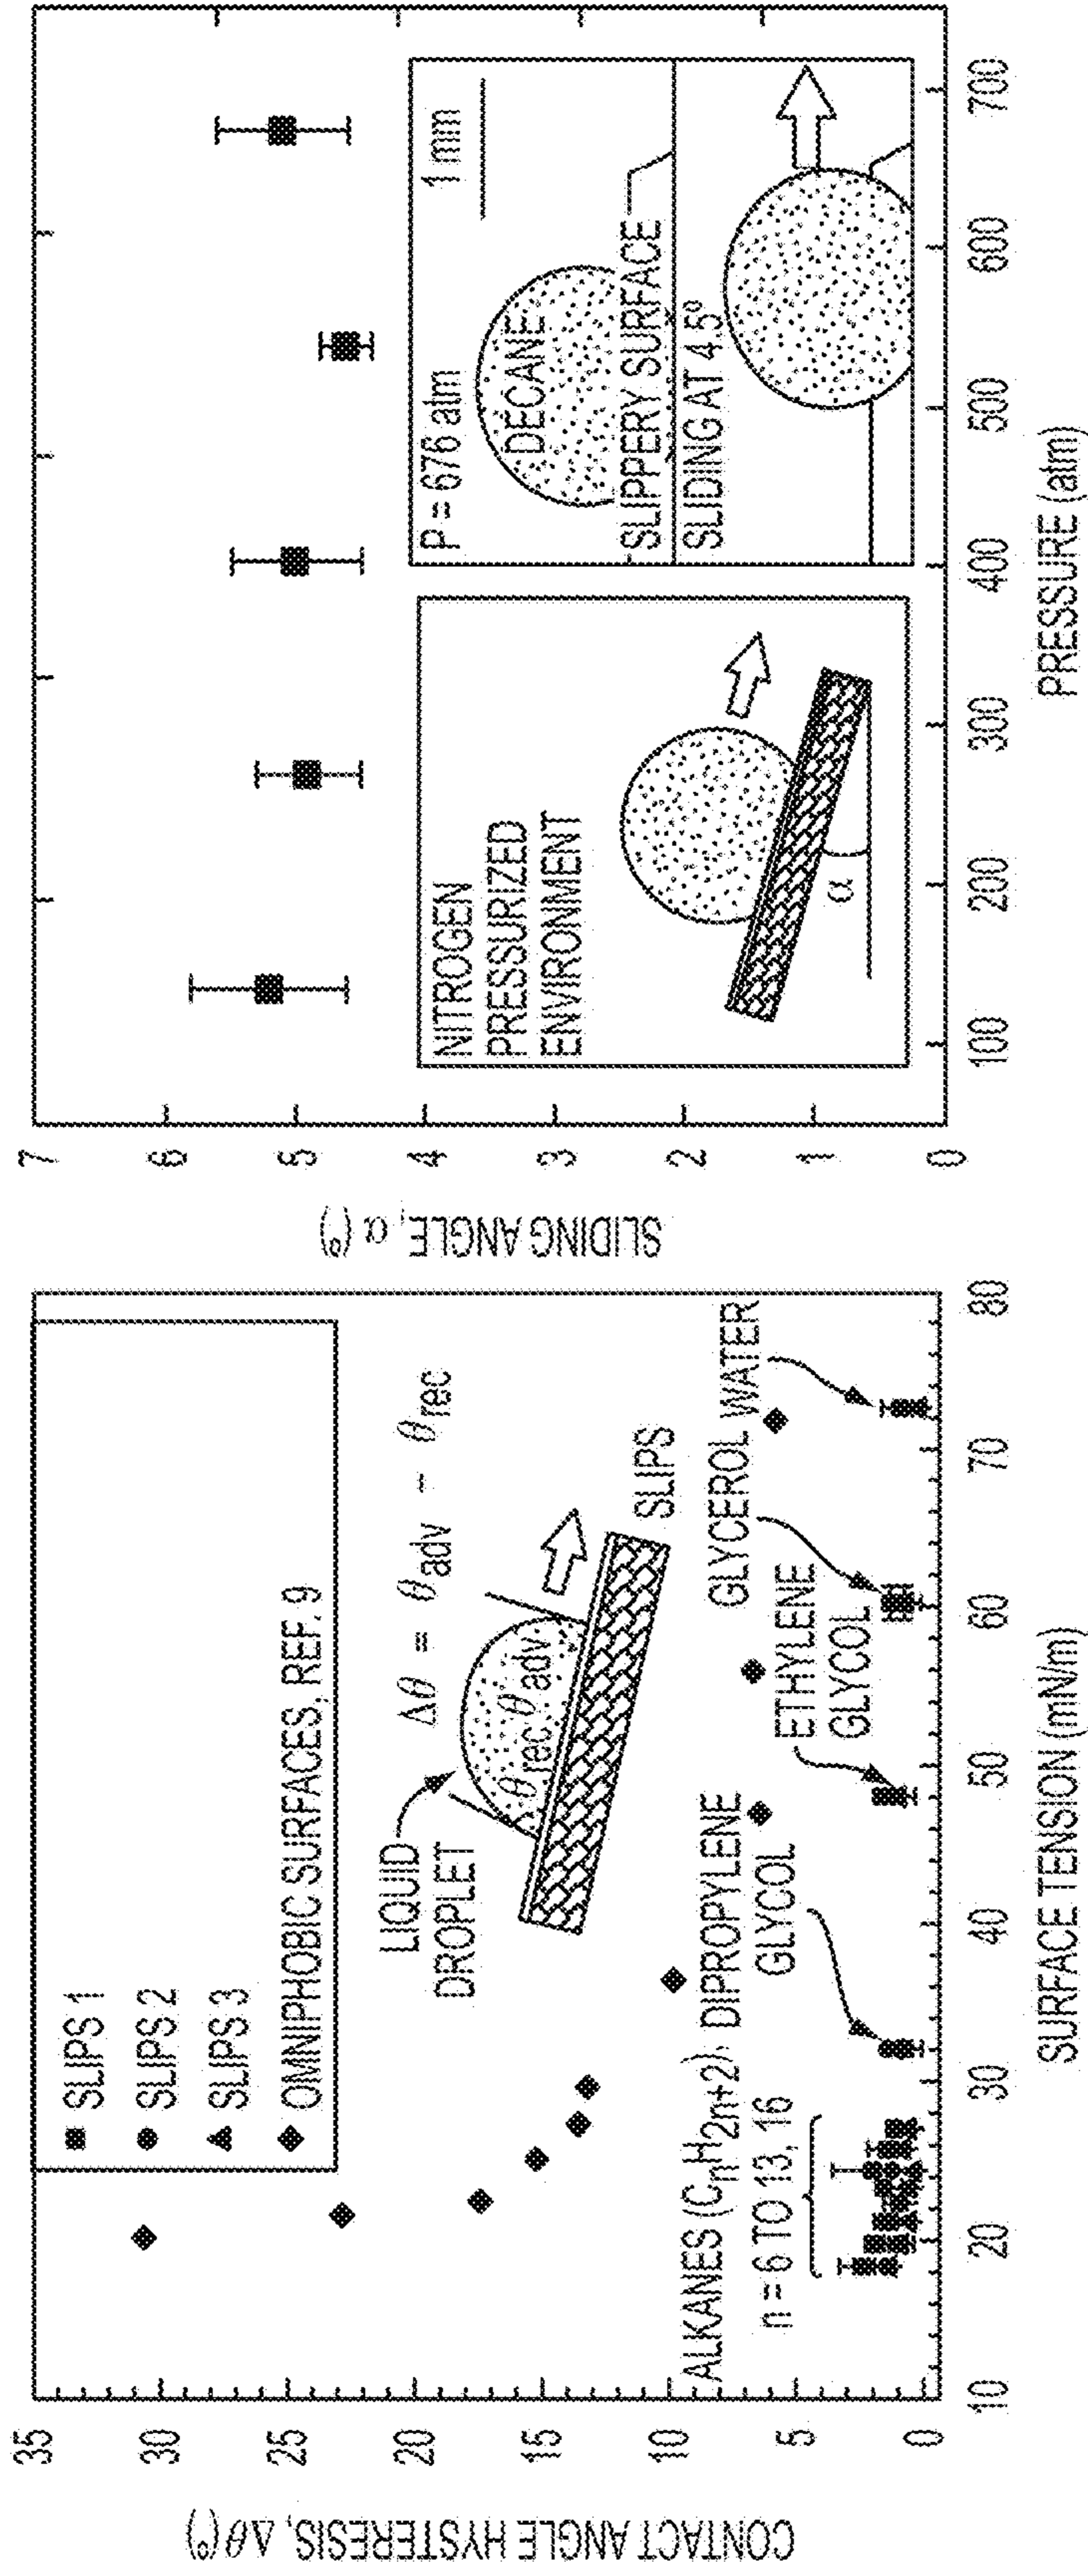 CONTACT ANGLE HYSTERESIS, Δθ (º)
35
30
25
20
15
10
5
0
SLIPS 1
SLIPS 2
SLIPS 3
OMNIPHOBIC SURFACES, REF. 9
LIQUID
DROPLET
Δθ = θadv - θrec
θrec θadv
SLIPS
ALKANES (CnH2n+2),
n = 6 TO 13, 16
DIPROPYLENE
GLYCOL
ETHYLENE
GLYCOL
GLYCEROL
WATER
10
20
30
40
50
60
70
80
SURFACE TENSION (mN/m)
SLIDING ANGLE, α (º)
7
6
5
4
3
2
1
0
NITROGEN
PRESSURIZED
ENVIRONMENT
α
P = 676 atm
1 mm
DECANE
SLIPPERY SURFACE
SLIDING AT 4.5º
100
200
300
400
500
600
700
PRESSURE (atm)